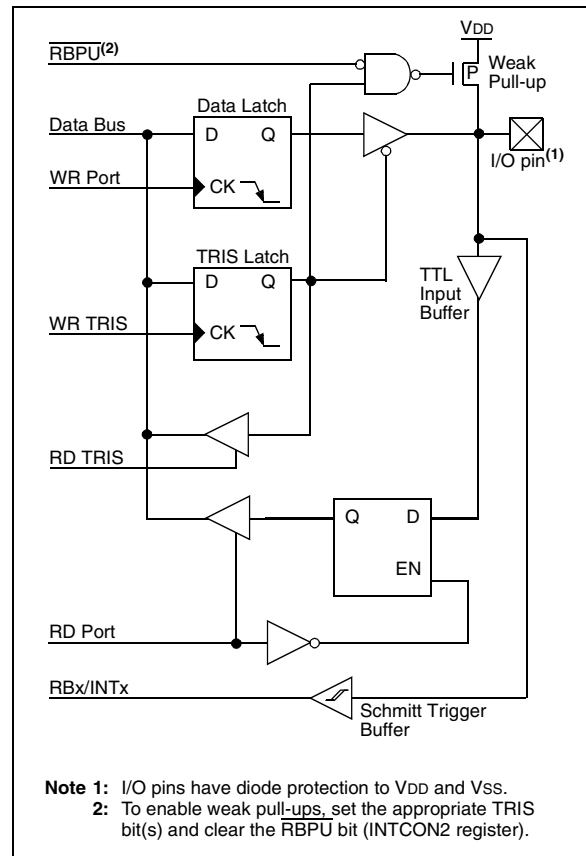 VDD
RBPU(2)
Weak
P
Pull-up
Data Latch
Data Bus
D Q
I/O pin(1)
WR Port
CK
TRIS Latch
D Q
TTL
Input
Buffer
WR TRIS
CK
RD TRIS
Q D
EN
RD Port
RBx/INTx
Schmitt Trigger
Buffer
Note 1: I/O pins have diode protection to VDD and VSS.
2: To enable weak pull-ups, set the appropriate TRIS
bit(s) and clear the RBPU bit (INTCON2 register).